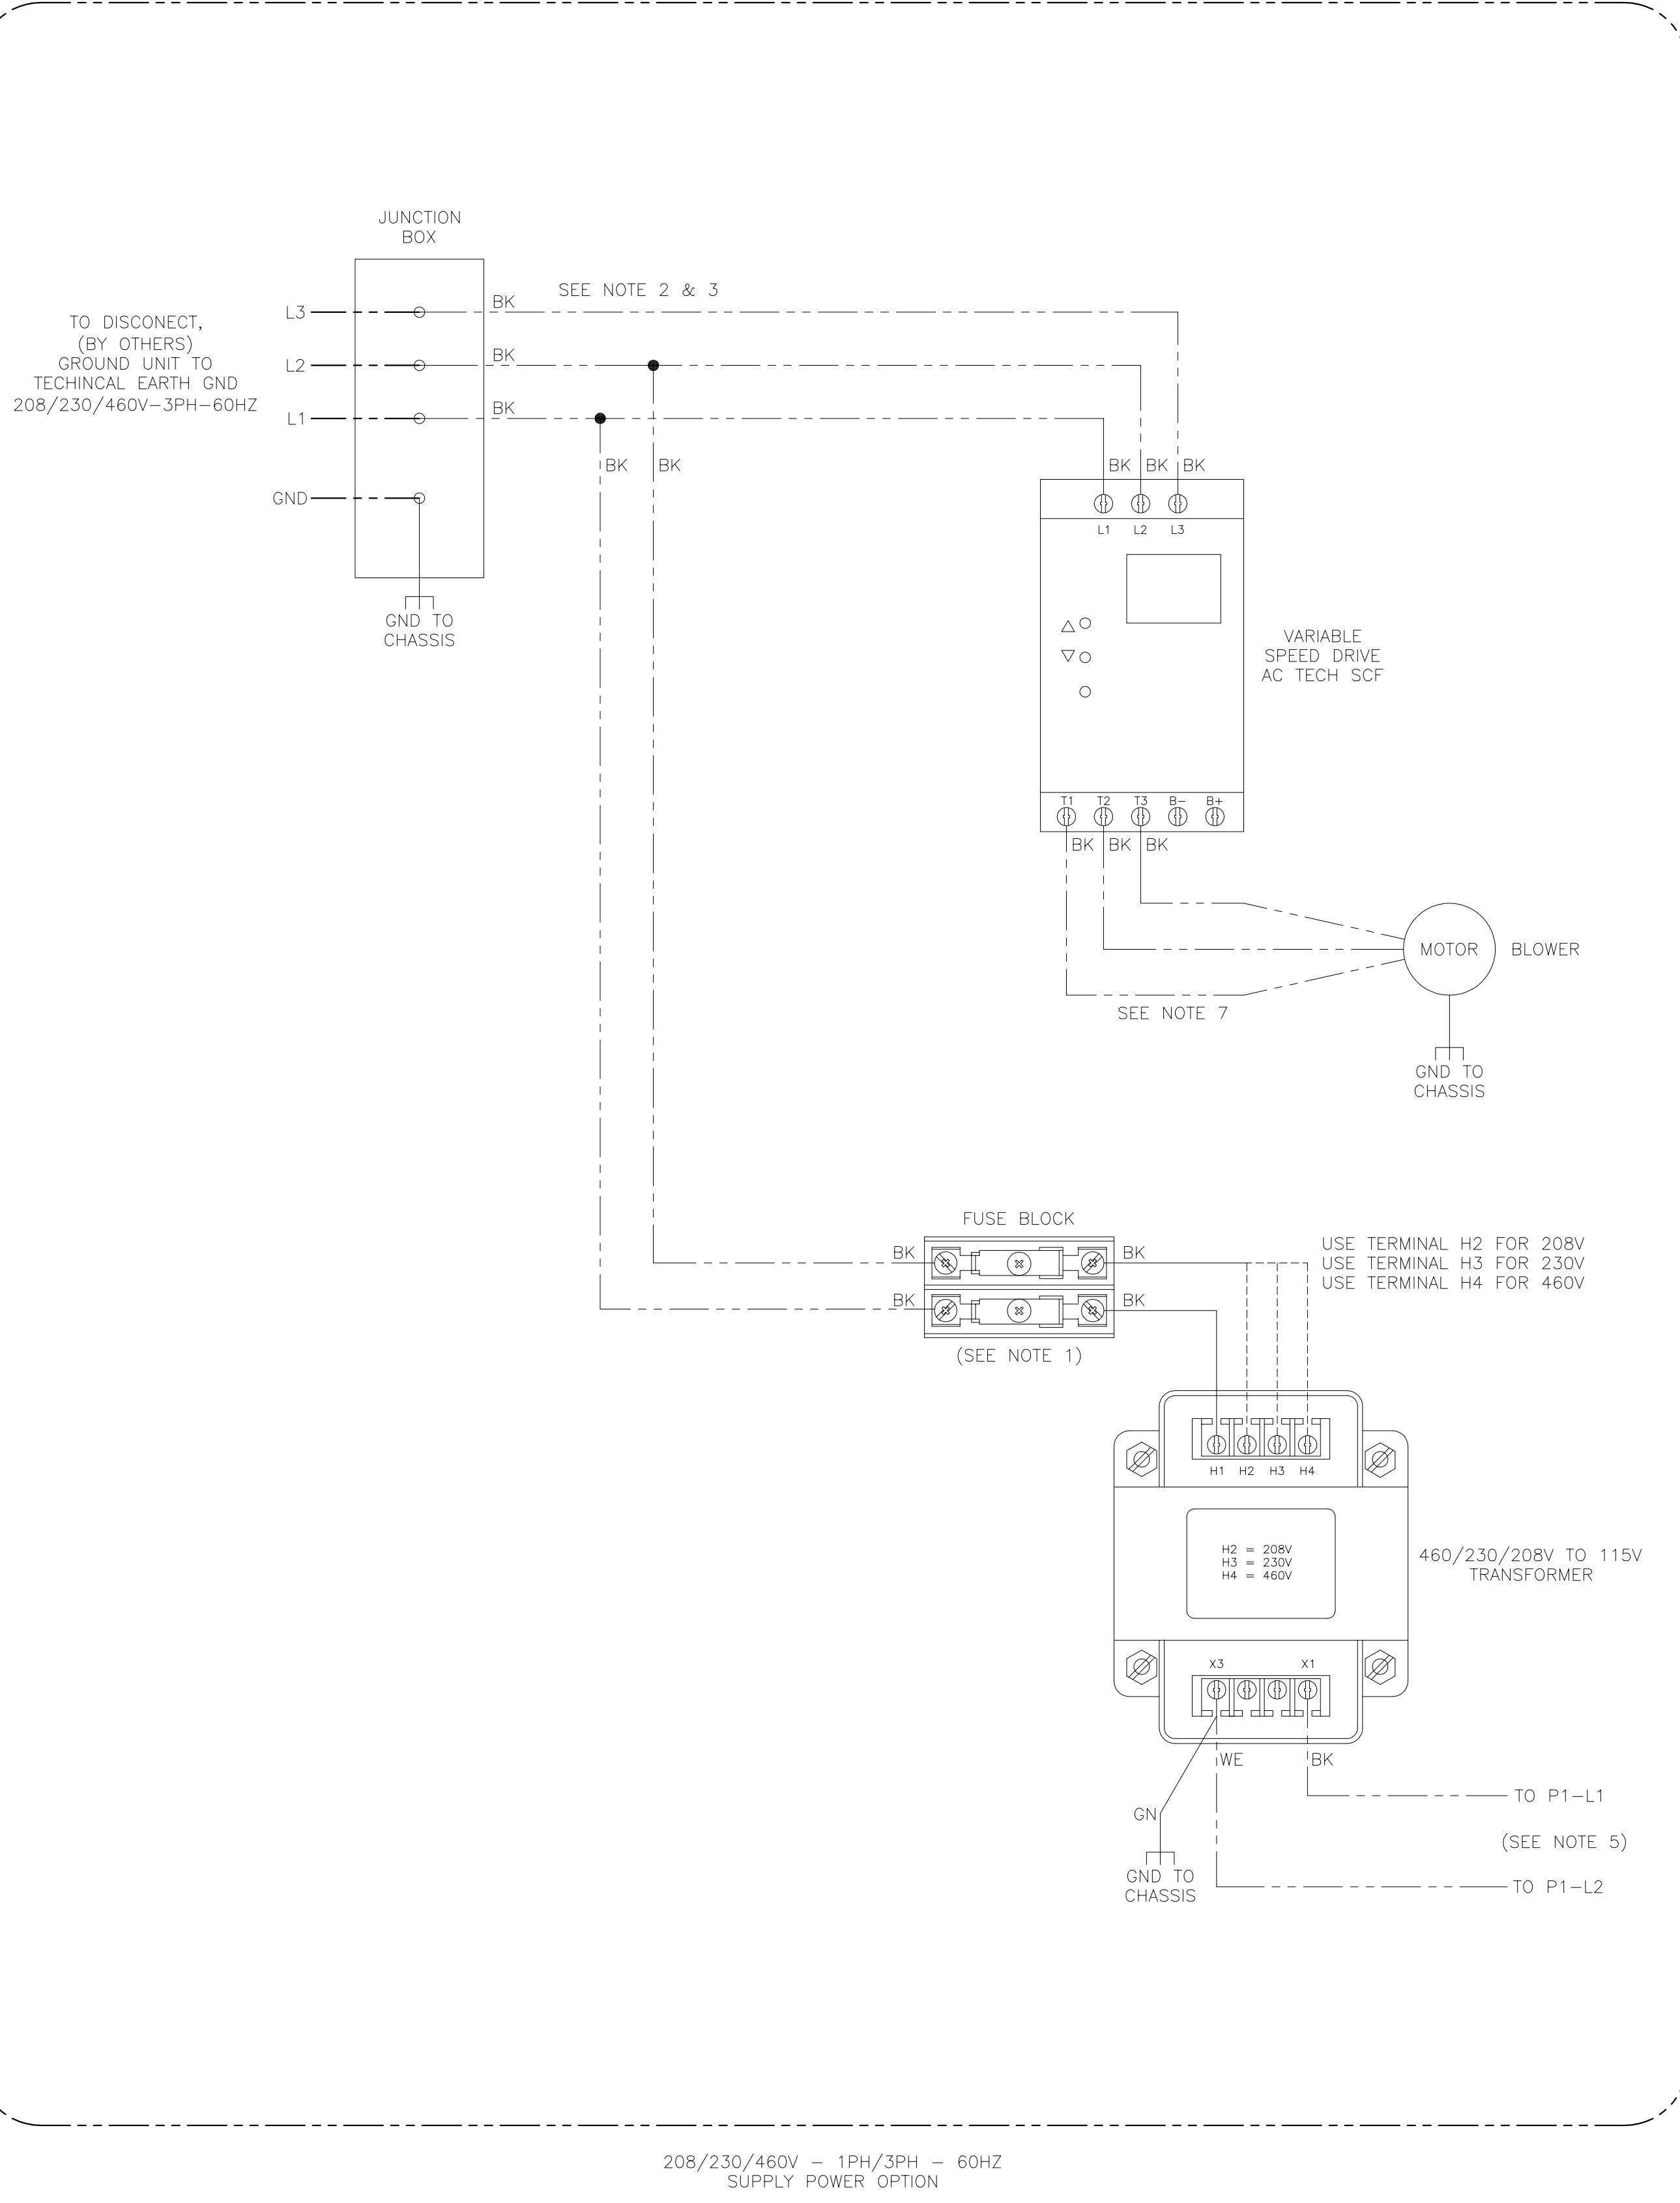 JUNCTION
BOX
SEE NOTE 2 & 3
BK
L3
TO DISCONECT,
(BY OTHERS)
GROUND UNIT TO
TECHINCAL EARTH GND
208/230/460V-3PH-60HZ
BK
L2
BK
L1
BK
BK
BK
BK
BK
GND
L1
L2
L3
GND TO
CHASSIS
VARIABLE
SPEED DRIVE
AC TECH SCF
T1
T2
T3
B-
B+
BK
BK
BK
MOTOR
BLOWER
SEE NOTE 7
GND TO
CHASSIS
FUSE BLOCK
BK
BK
USE TERMINAL H2 FOR 208V
USE TERMINAL H3 FOR 230V
USE TERMINAL H4 FOR 460V
BK
BK
(SEE NOTE 1)
H1
H2
H3
H4
H2 = 208V
H3 = 230V
H4 = 460V
460/230/208V TO 115V
TRANSFORMER
X3
X1
WE
BK
TO P1-L1
GN
(SEE NOTE 5)
GND TO
CHASSIS
TO P1-L2
208/230/460V - 1PH/3PH - 60HZ
SUPPLY POWER OPTION